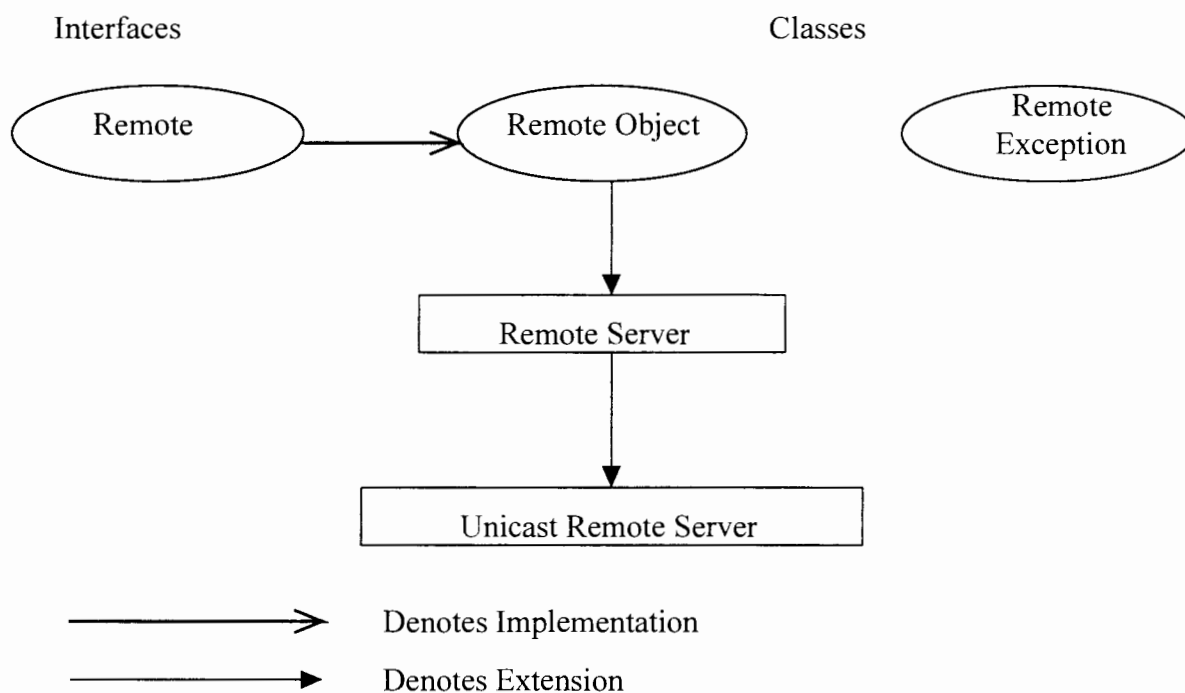 Interfaces
Classes
Remote
Remote Object
Remote
Exception
Remote Server
Unicast Remote Server
Denotes Implementation
Denotes Extension